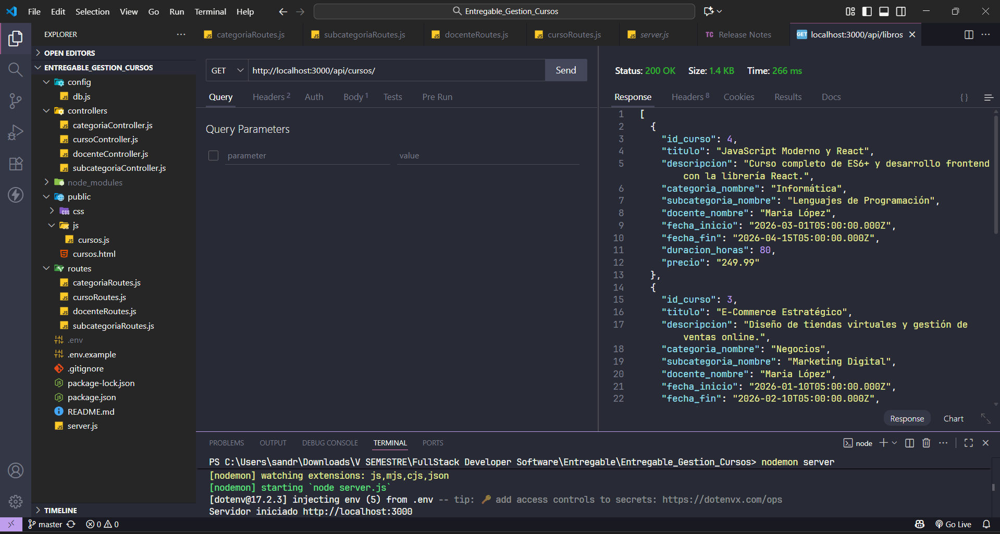 File Edit Selection View Go Run Terminal Help
Entregable_Gestion_Cursos
EXPLORER
OPEN EDITORS
ENTREGABLE_GESTION_CURSOS
config
db.js
controllers
categoriaController.js
cursoController.js
docenteController.js
subcategoriaController.js
node_modules
public
css
js
cursos.js
cursos.html
routes
categoriaRoutes.js
cursoRoutes.js
docenteRoutes.js
subcategoriaRoutes.js
.env
.env.example
.gitignore
package-lock.json
package.json
README.md
server.js
TIMELINE
categoriaRoutes.js subcategoriaRoutes.js docenteRoutes.js cursoRoutes.js server.js TC Release Notes GET localhost:3000/api/libros
GET http://localhost:3000/api/cursos/ Send
Query Headers 2 Auth Body 1 Tests Pre Run
Query Parameters
parameter value
Status: 200 OK Size: 1.4 KB Time: 266 ms
Response Headers 8 Cookies Results Docs { }
1 [
2 {
3 "id_curso": 4,
4 "titulo": "JavaScript Moderno y React",
5 "descripcion": "Curso completo de ES6+ y desarrollo frontend
con la librería React.",
6 "categoria_nombre": "Informática",
7 "subcategoria_nombre": "Lenguajes de Programación",
8 "docente_nombre": "Maria López",
9 "fecha_inicio": "2026-03-01T05:00:00.000Z",
10 "fecha_fin": "2026-04-15T05:00:00.000Z",
11 "duracion_horas": 80,
12 "precio": "249.99"
13 },
14 {
15 "id_curso": 3,
16 "titulo": "E-Commerce Estratégico",
17 "descripcion": "Diseño de tiendas virtuales y gestión de
ventas online.",
18 "categoria_nombre": "Negocios",
19 "subcategoria_nombre": "Marketing Digital",
20 "docente_nombre": "Maria López",
21 "fecha_inicio": "2026-01-10T05:00:00.000Z",
22 "fecha_fin": "2026-02-10T05:00:00.000Z",
Response Chart
PROBLEMS OUTPUT DEBUG CONSOLE TERMINAL PORTS
node
PS C:\Users\sandr\Downloads\V SEMESTRE\FullStack Developer Software\Entregable\Entregable_Gestion_Cursos> nodemon server
[nodemon] watching extensions: js,mjs,cjs,json
[nodemon] starting `node server.js`
[dotenv@17.2.3] injecting env (5) from .env -- tip: 🔑 add access controls to secrets: https://dotenvx.com/ops
Servidor iniciado http://localhost:3000
master 0 0 Go Live